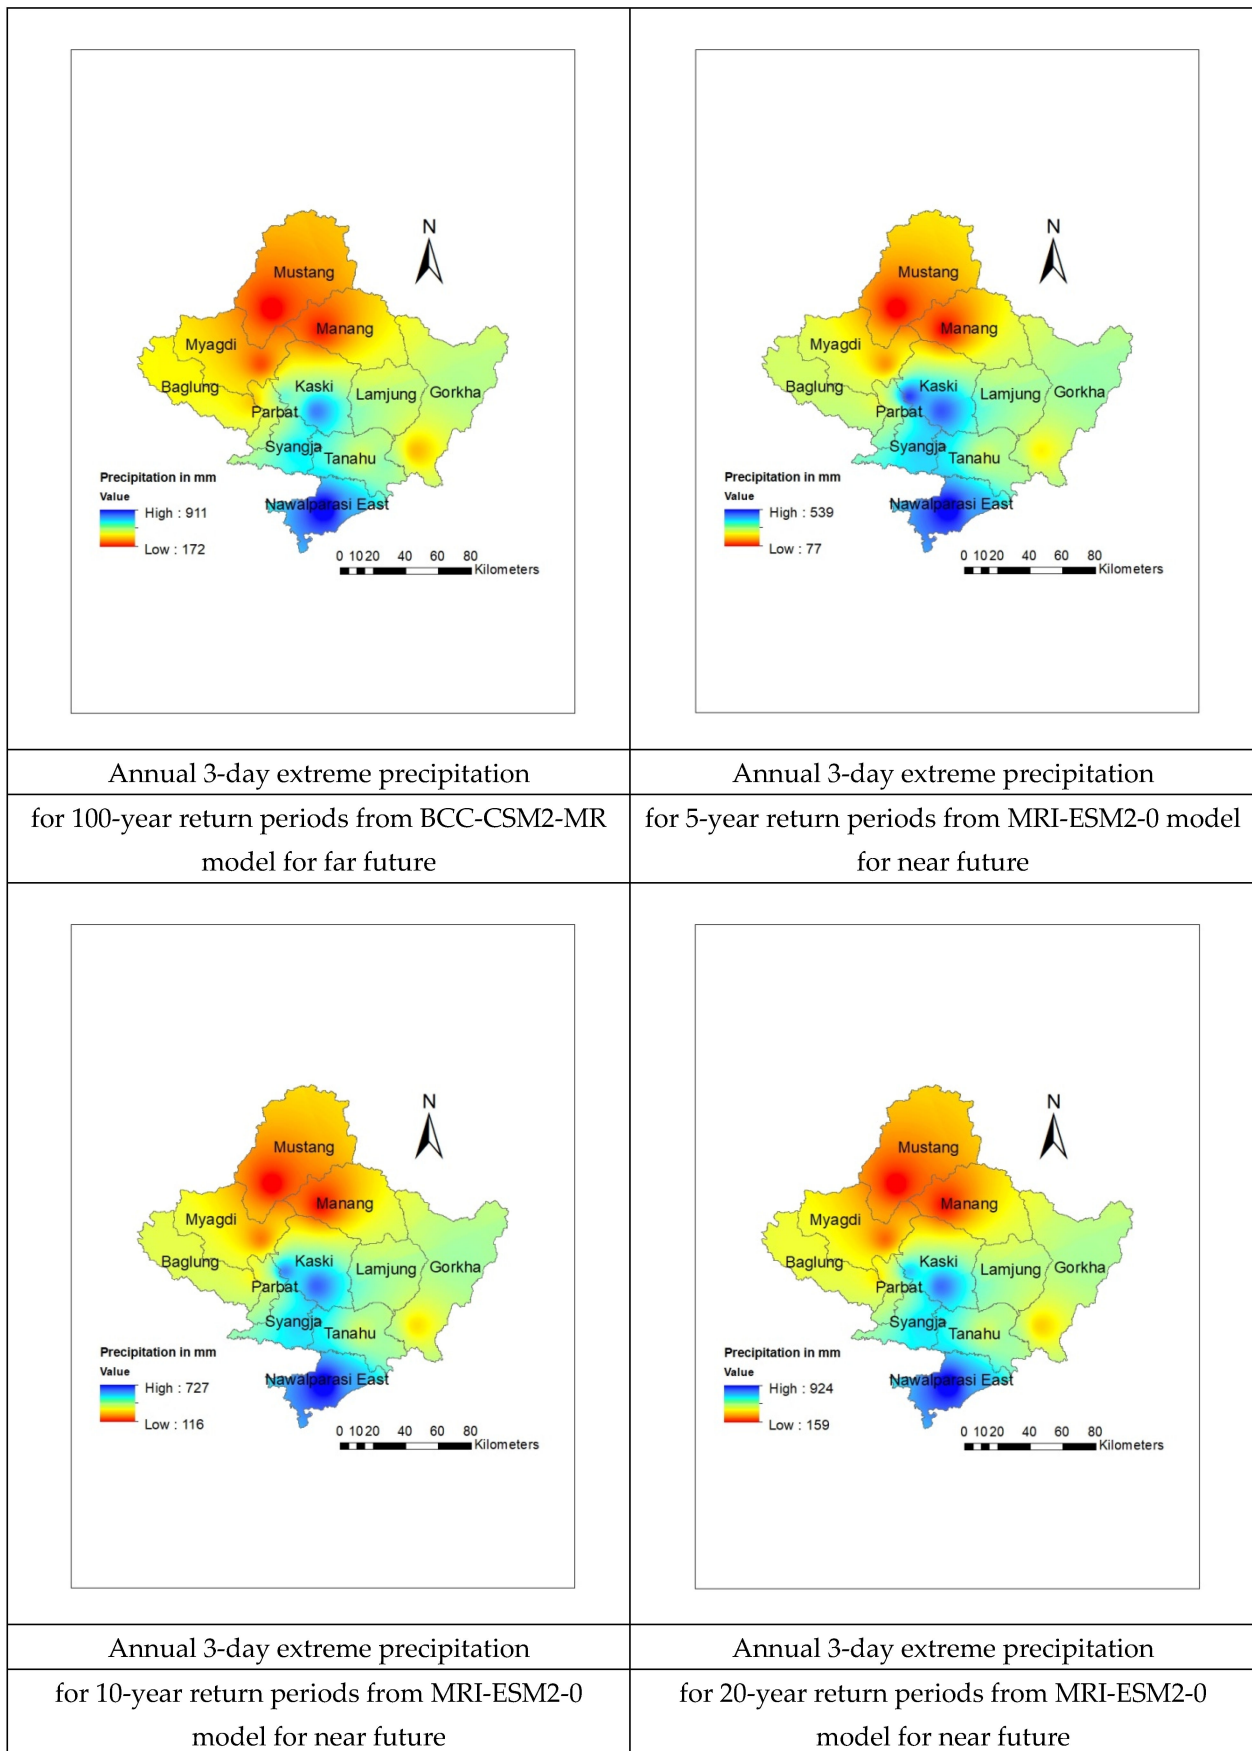 N
Mustang
Manang
Myagdi
Baglung
Kaski
Lamjung
Gorkha
Parbat
Syangja
Tanahu
Precipitation in mm
Value
High : 911
Low : 172
Nawalparasi East
0 10 20 40 60 80
Kilometers
N
Mustang
Manang
Myagdi
Baglung
Kaski
Lamjung
Gorkha
Parbat
Syangja
Tanahu
Precipitation in mm
Value
High : 539
Low : 77
Nawalparasi East
0 10 20 40 60 80
Kilometers
Annual 3-day extreme precipitation
Annual 3-day extreme precipitation
for 100-year return periods from BCC-CSM2-MR
model for far future
for 5-year return periods from MRI-ESM2-0 model
for near future
N
Mustang
Manang
Myagdi
Baglung
Kaski
Lamjung
Gorkha
Parbat
Syangja
Tanahu
Precipitation in mm
Value
High : 727
Low : 116
Nawalparasi East
0 10 20 40 60 80
Kilometers
N
Mustang
Manang
Myagdi
Baglung
Kaski
Lamjung
Gorkha
Parbat
Syangja
Tanahu
Precipitation in mm
Value
High : 924
Low : 159
Nawalparasi East
0 10 20 40 60 80
Kilometers
Annual 3-day extreme precipitation
Annual 3-day extreme precipitation
for 10-year return periods from MRI-ESM2-0
model for near future
for 20-year return periods from MRI-ESM2-0
model for near future